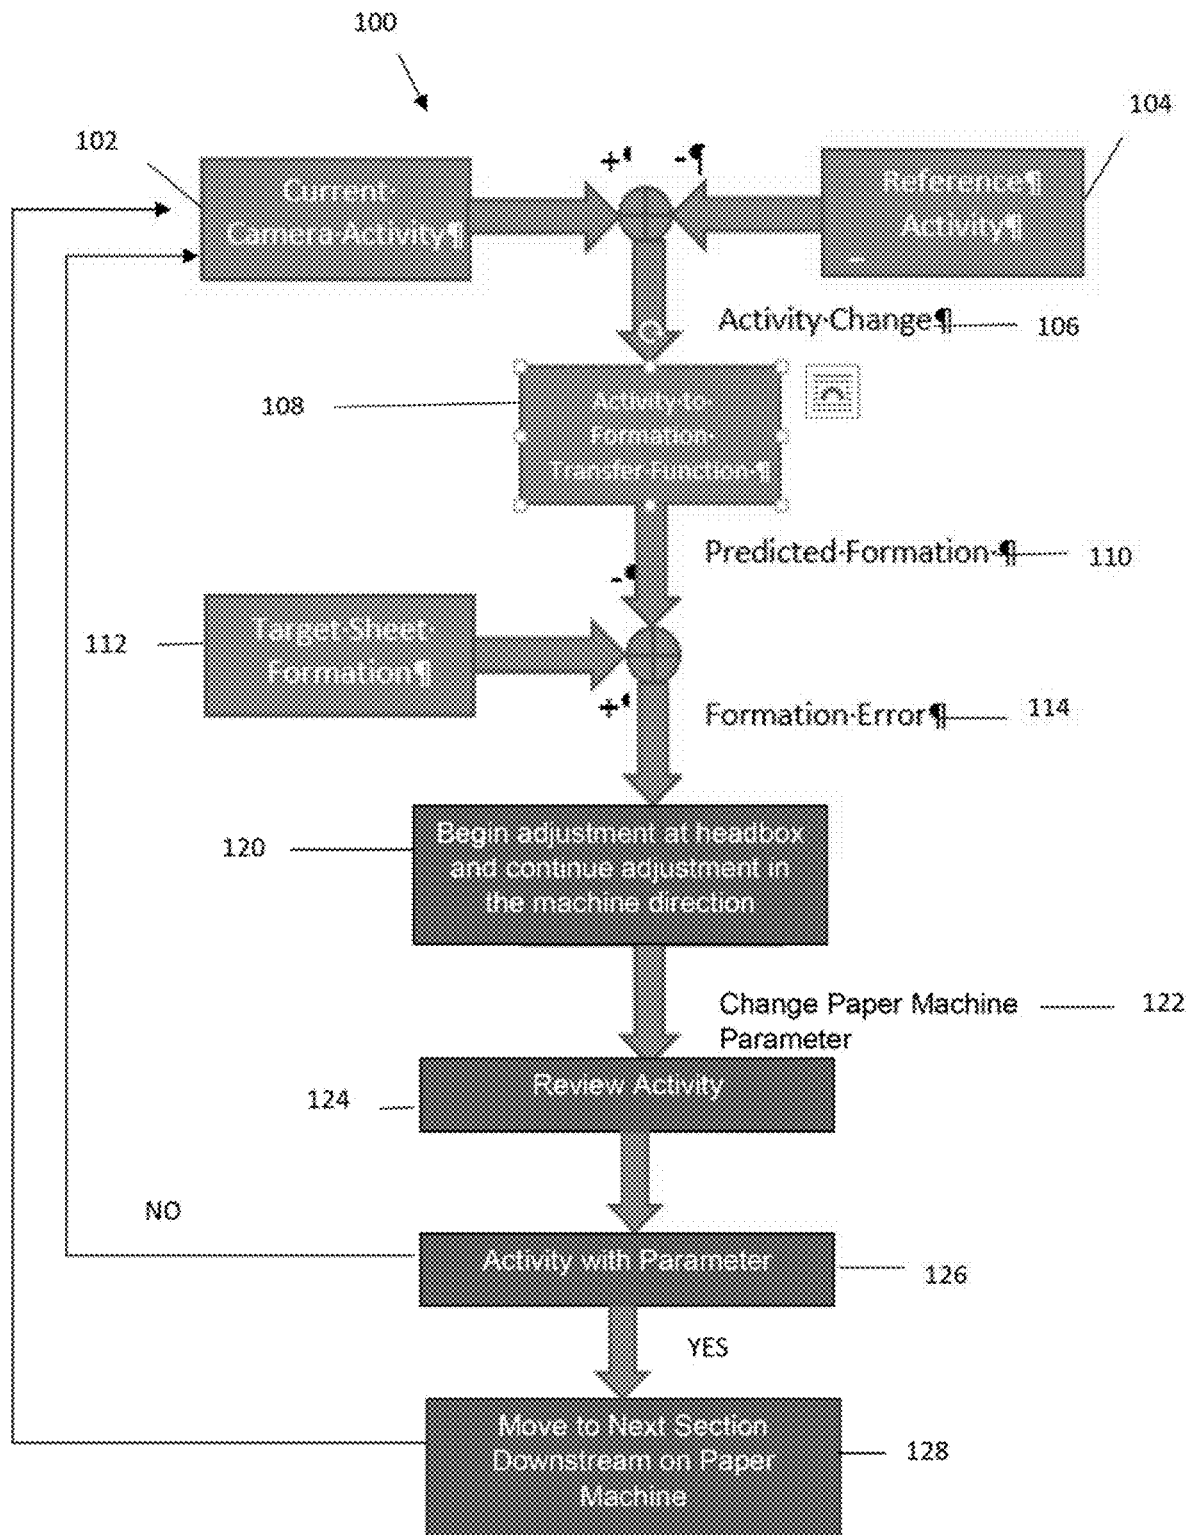 100
104
102
+¶ -¶
Current
Camera·Activity¶
Reference¶
Activity¶
-
Activity·Change¶
106
108
Activity·to·
Formation·
Transfer·Function·¶
Predicted·Formation·¶
110
-¶
112
Target·Sheet·
Formation¶
+¶
Formation·Error¶
114
120
Begin adjustment of headbox
and continue adjustment in
the machine direction
Change Paper Machine
Parameter
122
124
Review Activity
NO
Activity with Parameter
126
YES
Move to Next Section
Downstream on Paper
Machine
128